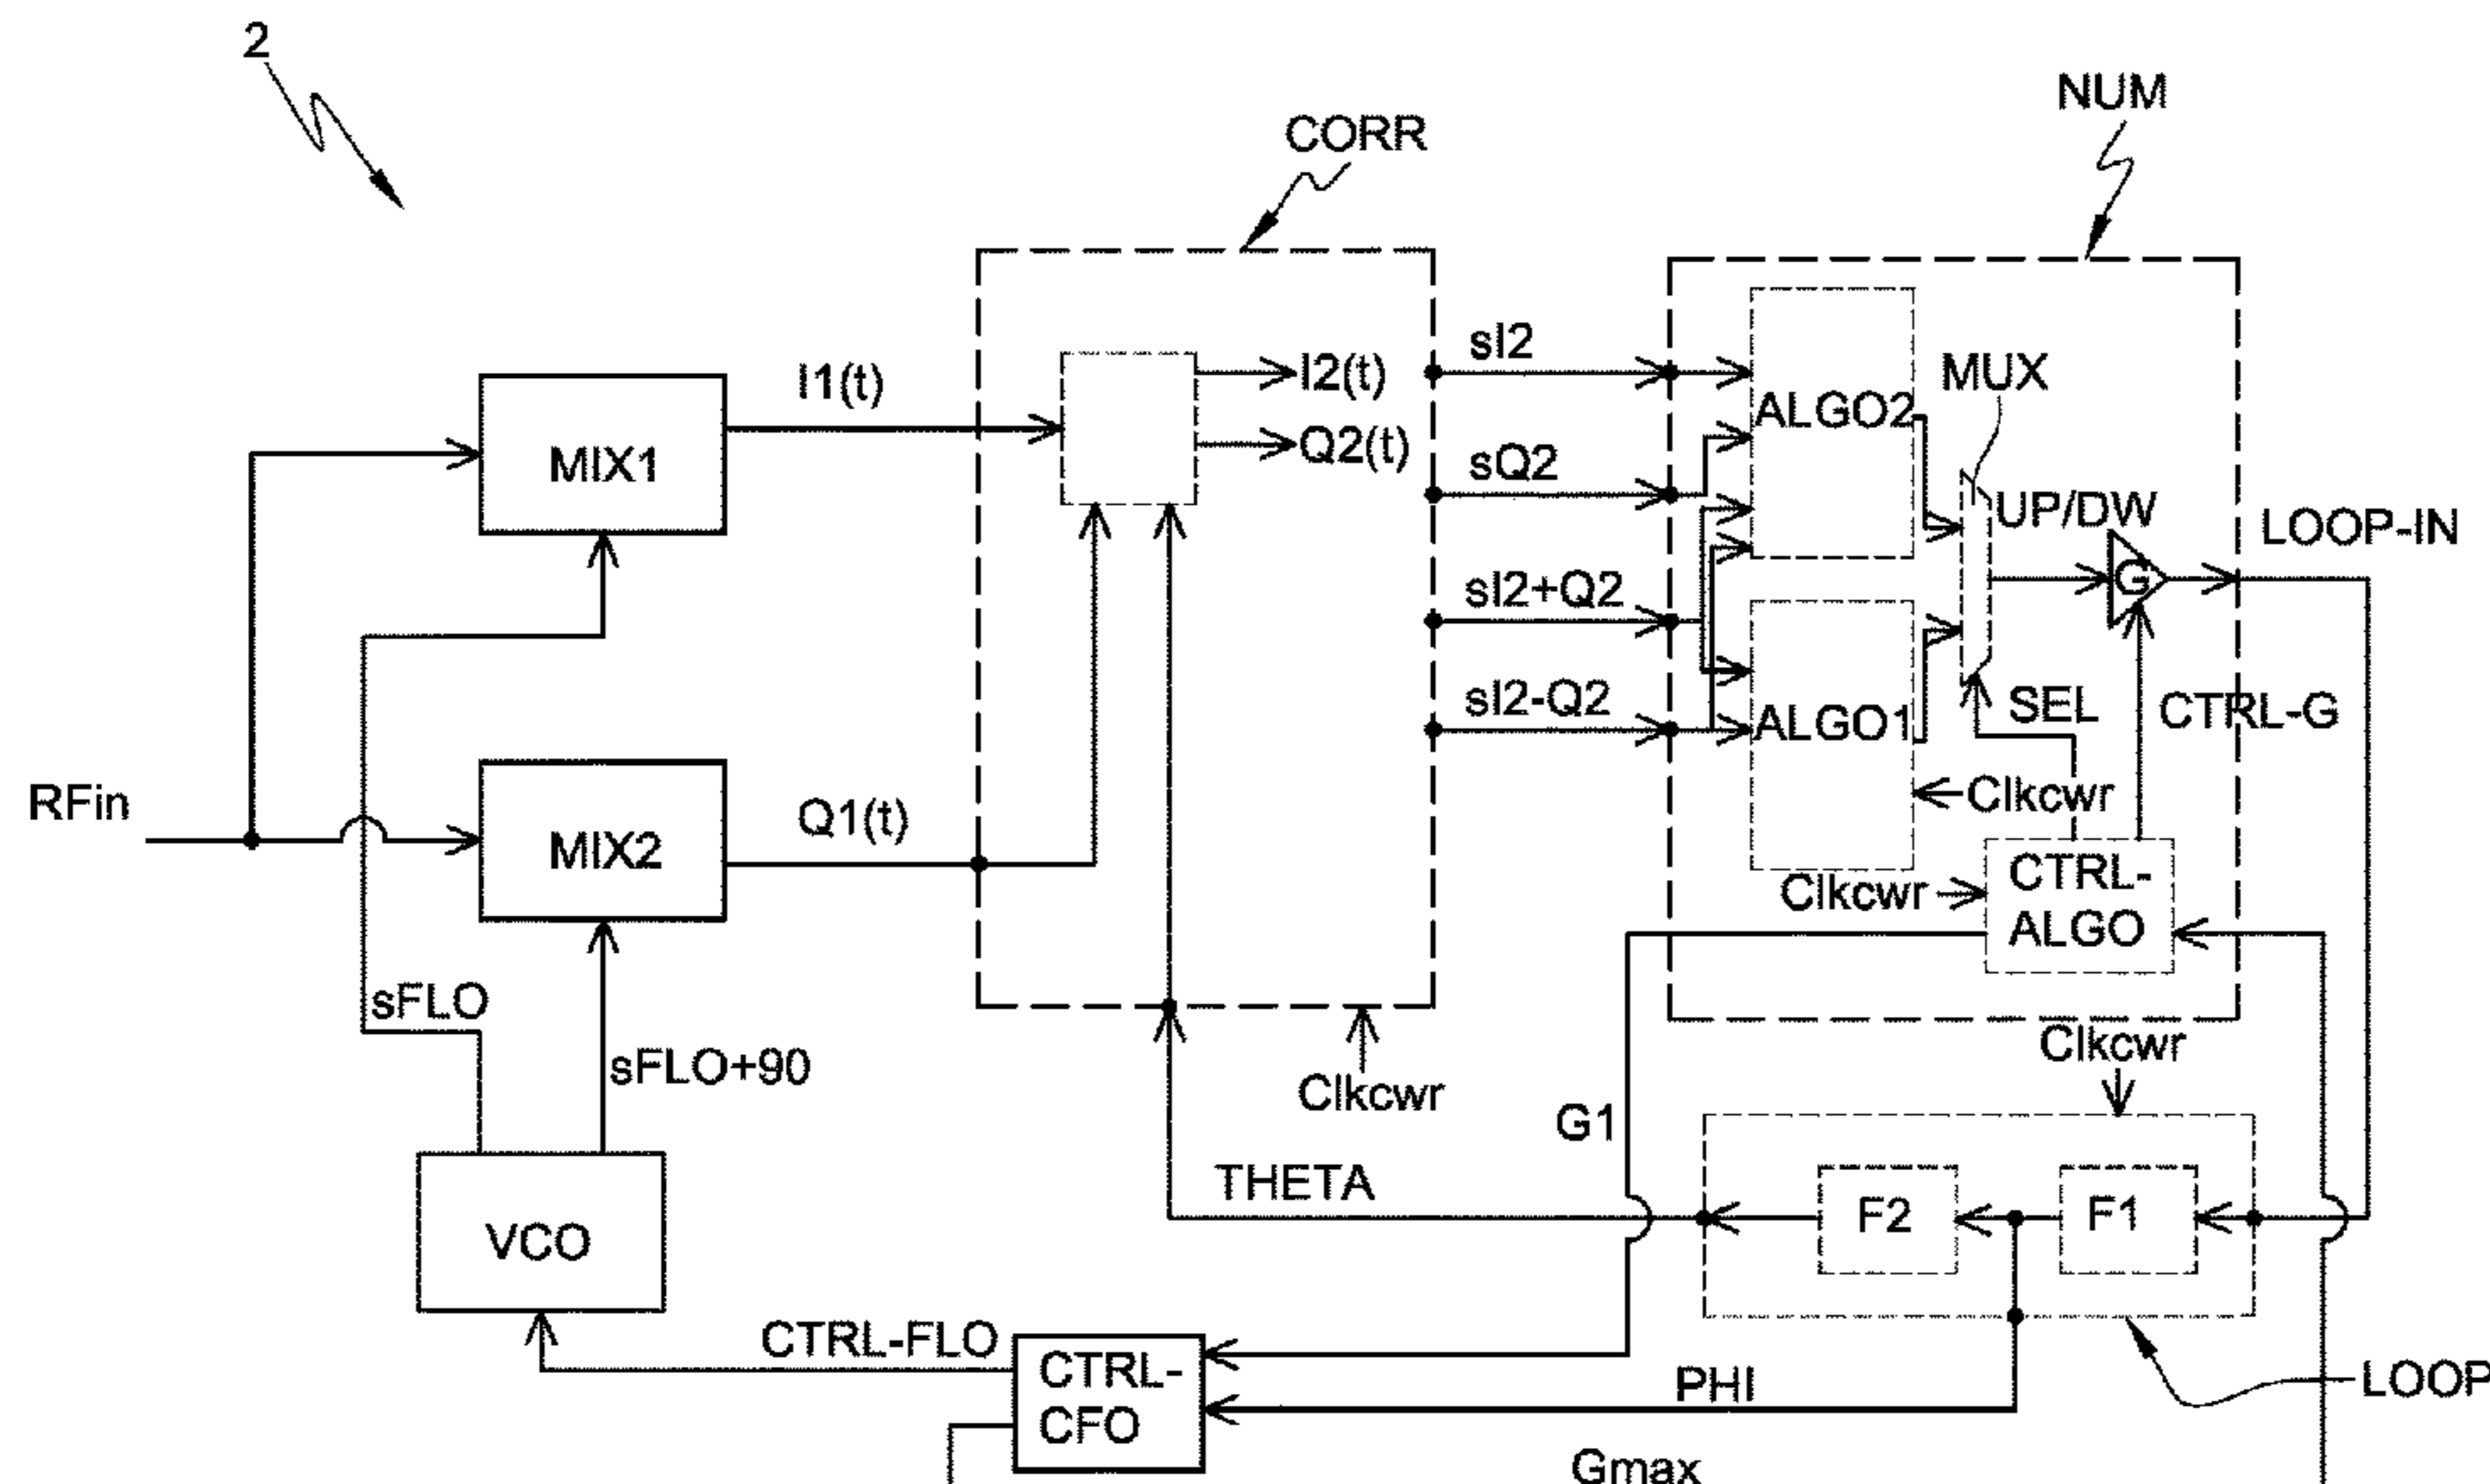 2
NUM
CORR
sI2
I1(t)
I2(t)
MUX
ALGO2
MIX1
Q2(t)
sQ2
UP/DW
LOOP-IN
G
sI2+Q2
sI2-Q2
ALGO1
SEL
CTRL-G
RFin
Q1(t)
Clkcwr
MIX2
Clkcwr
CTRL-
ALGO
sFLO
sFLO+90
Clkcwr
Clkcwr
G1
THETA
F2
F1
VCO
CTRL-FLO
CTRL-
CFO
PHI
LOOP
Gmax